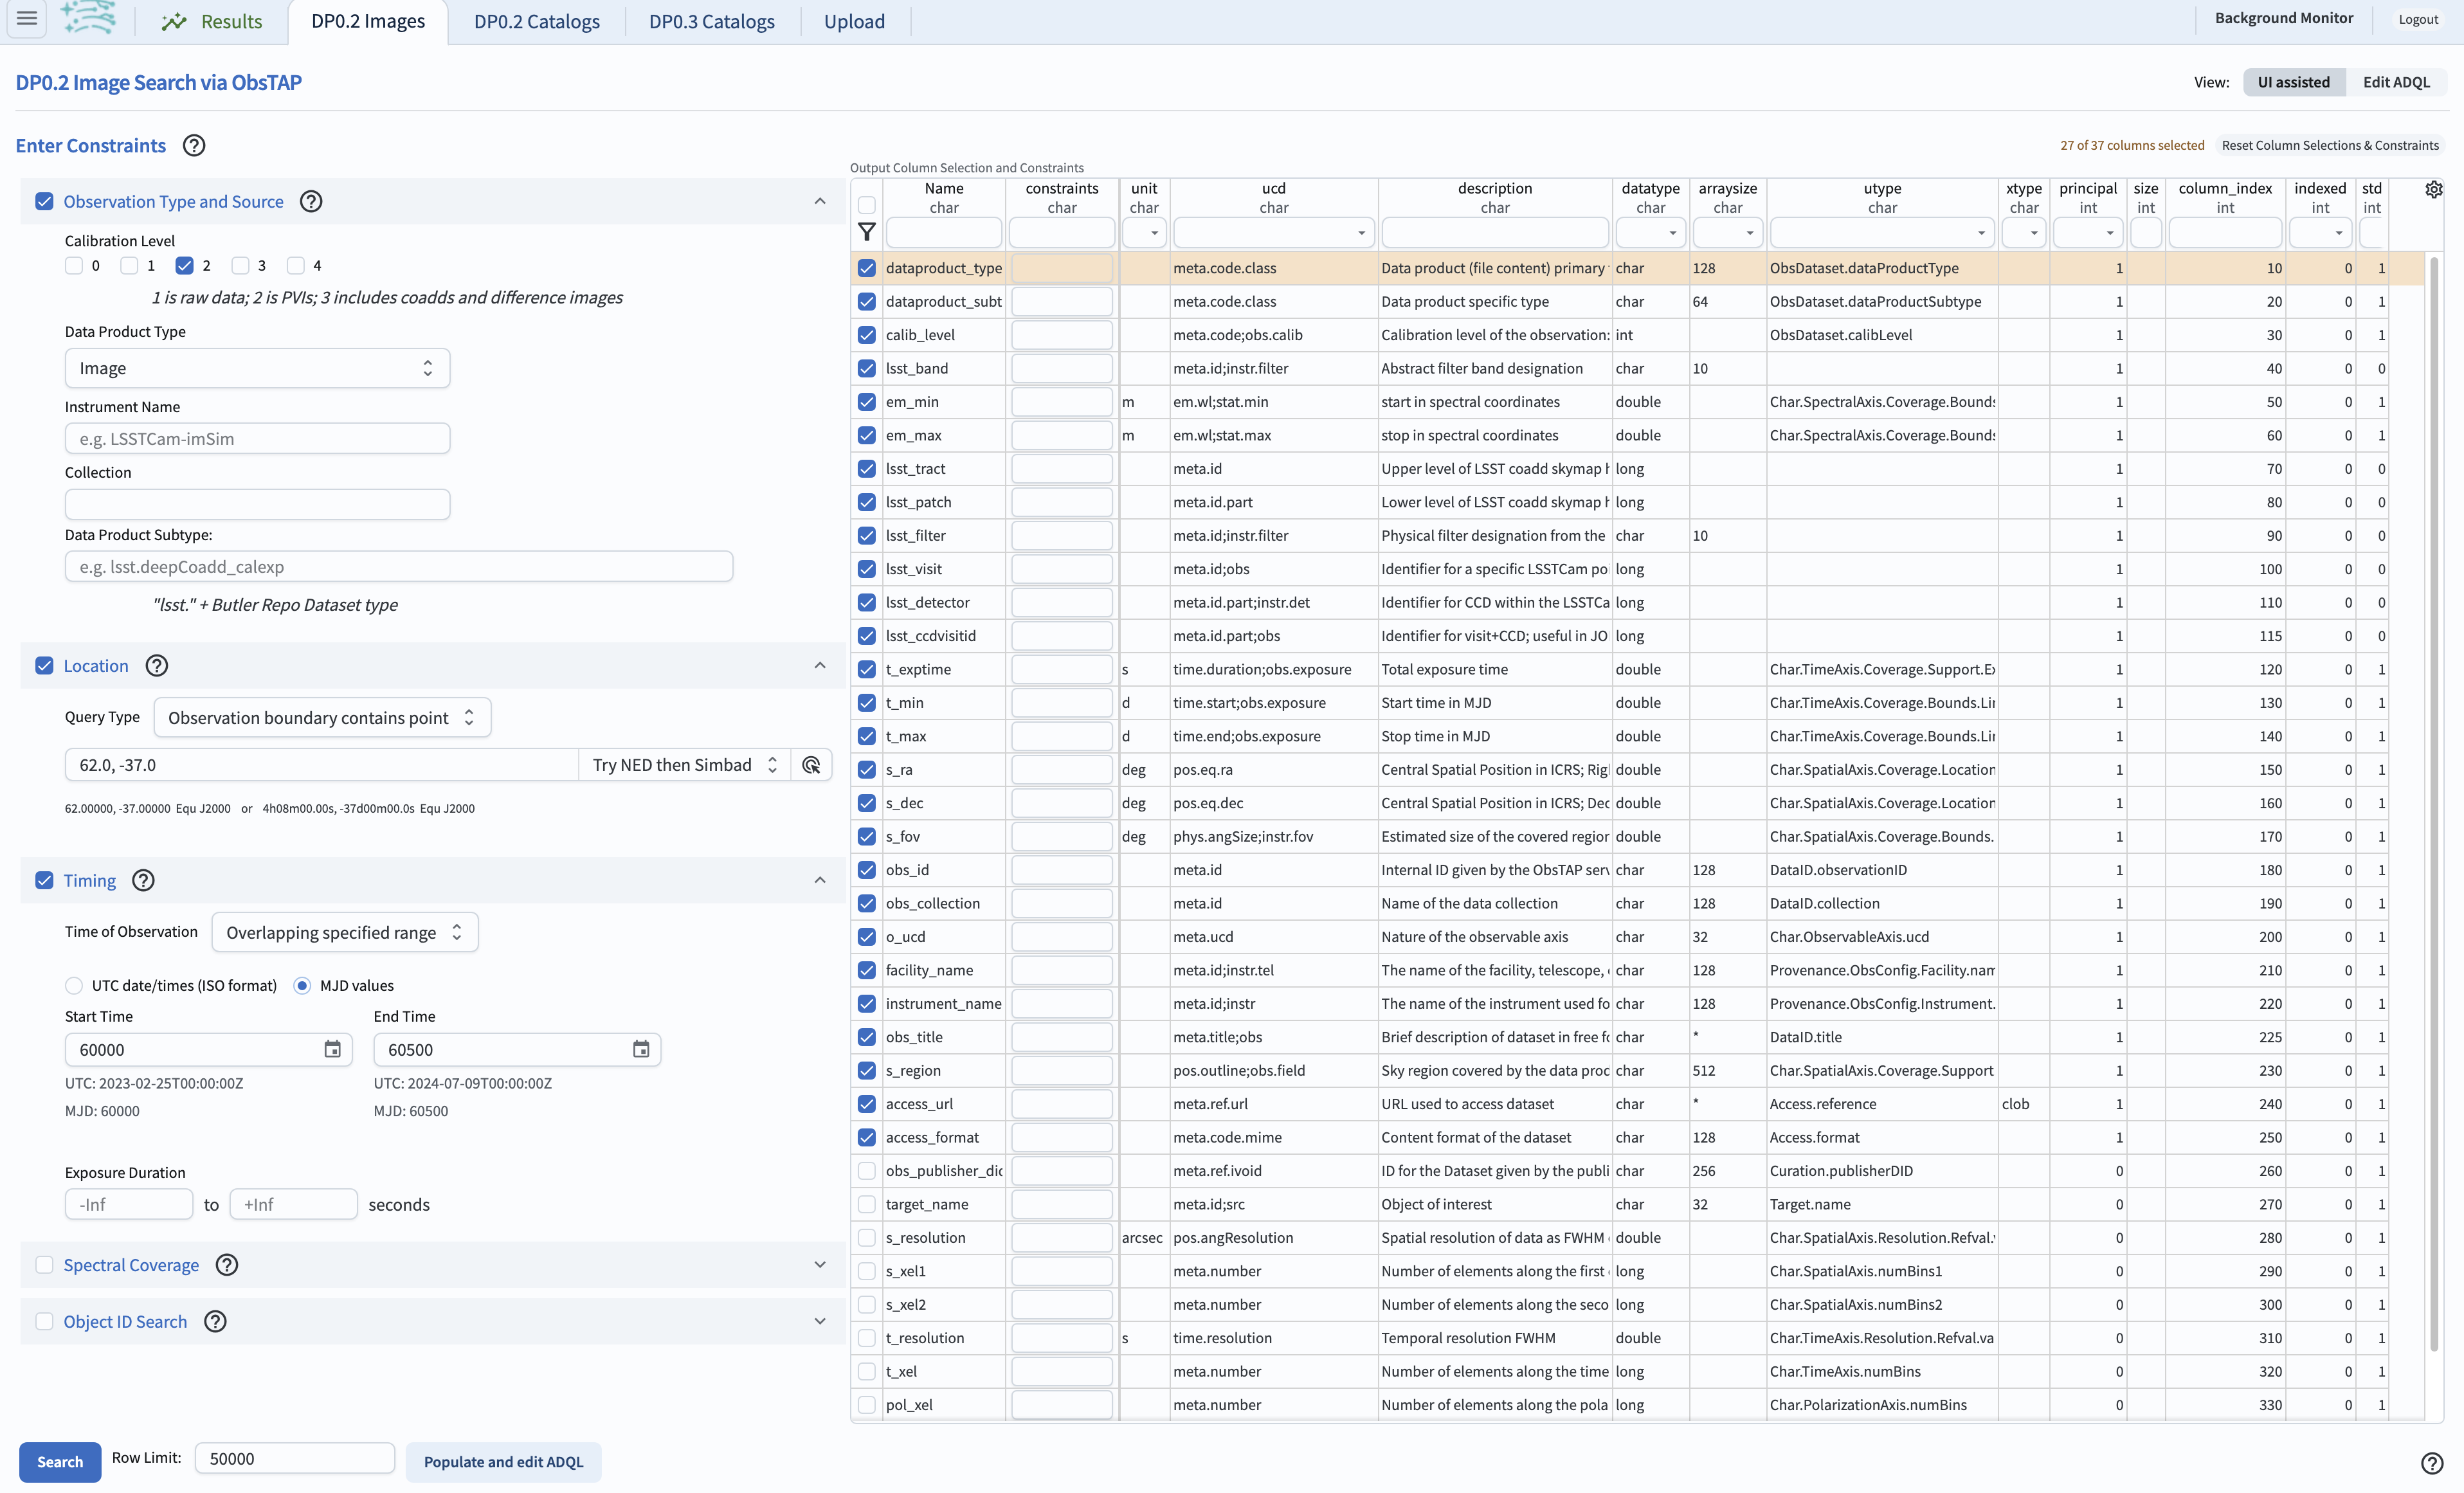 Results
DP0.2 Images
DP0.2 Catalogs
DP0.3 Catalogs
Upload
Background Monitor
Logout
DP0.2 Image Search via ObsTAP
View: UI assisted Edit ADQL
Enter Constraints
27 of 37 columns selected Reset Column Selections & Constraints
Observation Type and Source
Calibration Level
0 1 2 3 4
1 is raw data; 2 is PVIs; 3 includes coadds and difference images
Data Product Type
Image
Instrument Name
e.g. LSSTCam-imSim
Collection
Data Product Subtype:
e.g. lsst.deepCoadd_calexp
"lsst." + Butler Repo Dataset type
Location
Query Type Observation boundary contains point
62.0, -37.0 Try NED then Simbad
62.00000, -37.00000 Equ J2000 or 4h08m00.00s, -37d00m00.0s Equ J2000
Timing
Time of Observation Overlapping specified range
UTC date/times (ISO format) MJD values
Start Time End Time
60000 60500
UTC: 2023-02-25T00:00:00Z UTC: 2024-07-09T00:00:00Z
MJD: 60000 MJD: 60500
Exposure Duration
-Inf to +Inf seconds
Spectral Coverage
Object ID Search
Output Column Selection and Constraints
Name constraints unit ucd description datatype arraysize utype xtype principal size column_index indexed std
char char char char char char char char char int int int int int
dataproduct_type meta.code.class Data product (file content) primary char 128 ObsDataset.dataProductType 1 10 0 1
dataproduct_subt meta.code.class Data product specific type char 64 ObsDataset.dataProductSubtype 1 20 0 1
calib_level meta.code;obs.calib Calibration level of the observation: int ObsDataset.calibLevel 1 30 0 1
lsst_band meta.id;instr.filter Abstract filter band designation char 10 1 40 0 0
em_min m em.wl;stat.min start in spectral coordinates double Char.SpectralAxis.Coverage.Bounds 1 50 0 1
em_max m em.wl;stat.max stop in spectral coordinates double Char.SpectralAxis.Coverage.Bounds 1 60 0 1
lsst_tract meta.id Upper level of LSST coadd skymap h long 1 70 0 0
lsst_patch meta.id.part Lower level of LSST coadd skymap h long 1 80 0 0
lsst_filter meta.id;instr.filter Physical filter designation from the char 10 1 90 0 0
lsst_visit meta.id;obs Identifier for a specific LSSTCam po long 1 100 0 0
lsst_detector meta.id.part;instr.det Identifier for CCD within the LSSTCa long 1 110 0 0
lsst_ccdvisitid meta.id.part;obs Identifier for visit+CCD; useful in JO long 1 115 0 0
t_exptime s time.duration;obs.exposure Total exposure time double Char.TimeAxis.Coverage.Support.Ex 1 120 0 1
t_min d time.start;obs.exposure Start time in MJD double Char.TimeAxis.Coverage.Bounds.Lir 1 130 0 1
t_max d time.end;obs.exposure Stop time in MJD double Char.TimeAxis.Coverage.Bounds.Lir 1 140 0 1
s_ra deg pos.eq.ra Central Spatial Position in ICRS; Rig double Char.SpatialAxis.Coverage.Location 1 150 0 1
s_dec deg pos.eq.dec Central Spatial Position in ICRS; Dec double Char.SpatialAxis.Coverage.Location 1 160 0 1
s_fov deg phys.angSize;instr.fov Estimated size of the covered region double Char.SpatialAxis.Coverage.Bounds. 1 170 0 1
obs_id meta.id Internal ID given by the ObsTAP serv char 128 DataID.observationID 1 180 0 1
obs_collection meta.id Name of the data collection char 128 DataID.collection 1 190 0 1
o_ucd meta.ucd Nature of the observable axis char 32 Char.ObservableAxis.ucd 1 200 0 1
facility_name meta.id;instr.tel The name of the facility, telescope, char 128 Provenance.ObsConfig.Facility.nam 1 210 0 1
instrument_name meta.id;instr The name of the instrument used fo char 128 Provenance.ObsConfig.Instrument. 1 220 0 1
obs_title meta.title;obs Brief description of dataset in free fo char * DataID.title 1 225 0 1
s_region pos.outline;obs.field Sky region covered by the data proc char 512 Char.SpatialAxis.Coverage.Support 1 230 0 1
access_url meta.ref.url URL used to access dataset char * Access.reference clob 1 240 0 1
access_format meta.code.mime Content format of the dataset char 128 Access.format 1 250 0 1
obs_publisher_dic meta.ref.ivoid ID for the Dataset given by the publi char 256 Curation.publisherDID 0 260 0 1
target_name meta.id;src Object of interest char 32 Target.name 0 270 0 1
s_resolution arcsec pos.angResolution Spatial resolution of data as FWHM double Char.SpatialAxis.Resolution.Refval. 0 280 0 1
s_xel1 meta.number Number of elements along the first long Char.SpatialAxis.numBins1 0 290 0 1
s_xel2 meta.number Number of elements along the seco long Char.SpatialAxis.numBins2 0 300 0 1
t_resolution s time.resolution Temporal resolution FWHM double Char.TimeAxis.Resolution.Refval.va 0 310 0 1
t_xel meta.number Number of elements along the time long Char.TimeAxis.numBins 0 320 0 1
pol_xel meta.number Number of elements along the pola long Char.PolarizationAxis.numBins 0 330 0 1
Search Row Limit: 50000 Populate and edit ADQL